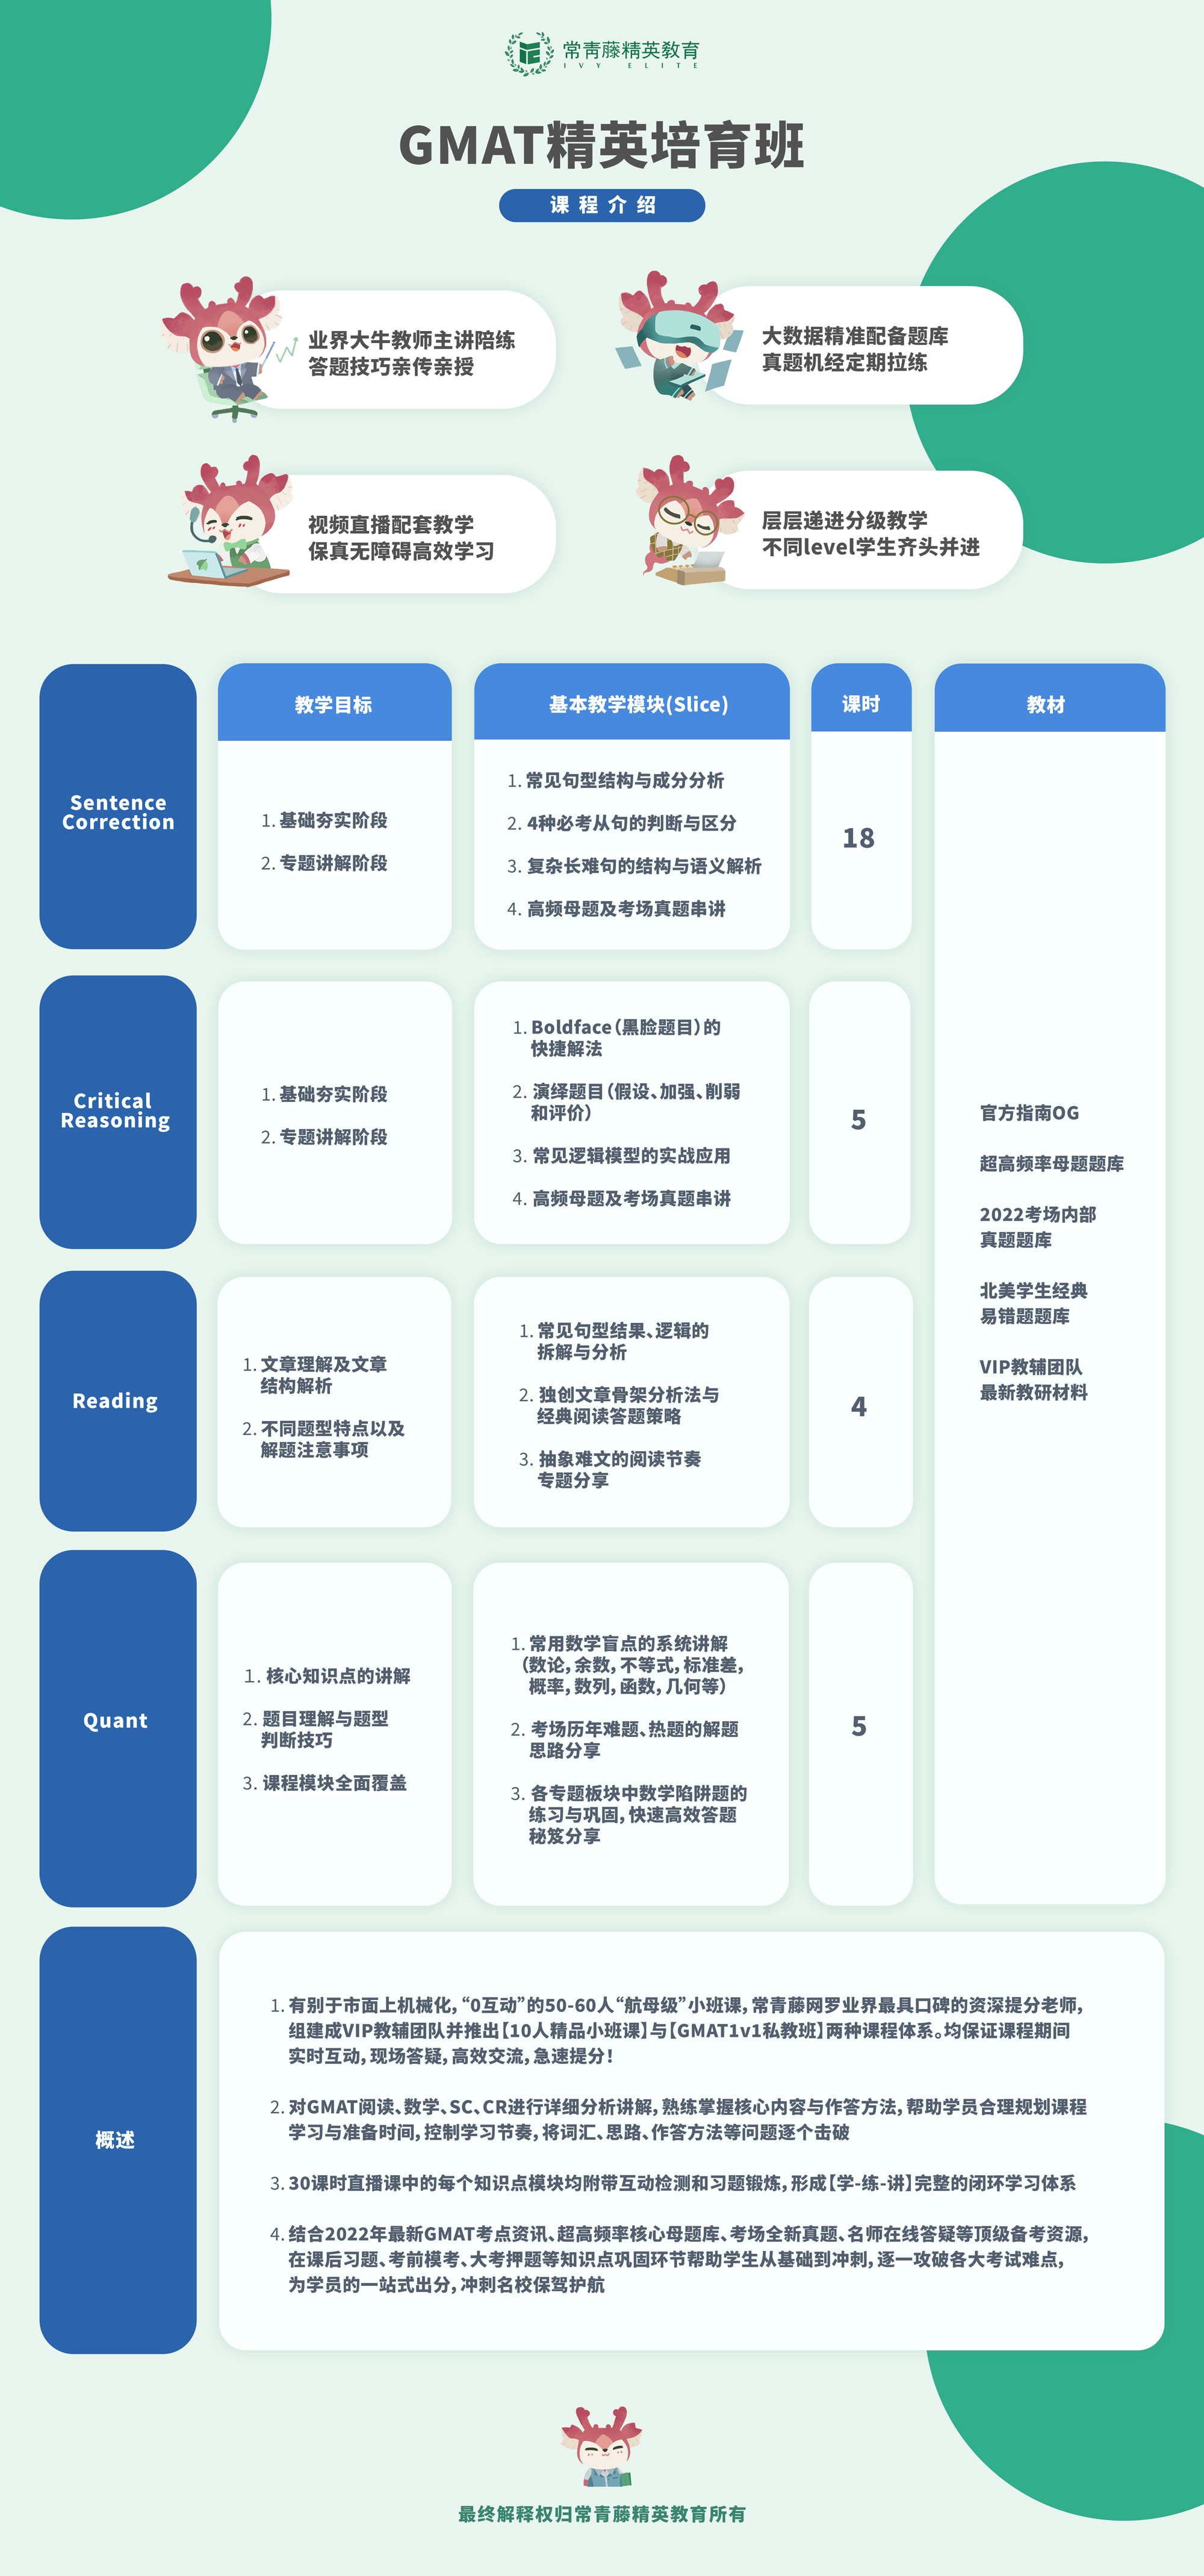 常青藤精英教育
IVY ELITE
GMAT精英培育班
课程介绍
业界大牛教师主讲陪练
答题技巧亲传亲授
大数据精准配备题库
真题机经定期拉练
视频直播配套教学
保真无障碍高效学习
层层递进分级教学
不同level学生齐头并进
教学目标
基本教学模块(Slice)
课时
教材
Sentence
Correction
1. 基础夯实阶段
2. 专题讲解阶段
1. 常见句型结构与成分分析
2. 4种必考从句的判断与区分
3. 复杂长难句的结构与语义解析
4. 高频母题及考场真题串讲
18
Critical
Reasoning
1. 基础夯实阶段
2. 专题讲解阶段
1. Boldface（黑脸题目）的
快捷解法
2. 演绎题目（假设、加强、削弱
和评价）
3. 常见逻辑模型的实战应用
4. 高频母题及考场真题串讲
5
官方指南OG
超高频率母题题库
2022考场内部
真题题库
北美学生经典
易错题题库
VIP教辅团队
最新教研材料
Reading
1. 文章理解及文章
结构解析
2. 不同题型特点以及
解题注意事项
1. 常见句型结果、逻辑的
拆解与分析
2. 独创文章骨架分析法与
经典阅读答题策略
3. 抽象难文的阅读节奏
专题分享
4
Quant
1. 核心知识点的讲解
2. 题目理解与题型
判断技巧
3. 课程模块全面覆盖
1. 常用数学盲点的系统讲解
（数论，余数，不等式，标准差，
概率，数列，函数，几何等）
2. 考场历年难题、热题的解题
思路分享
3. 各专题板块中数学陷阱题的
练习与巩固，快速高效答题
秘笈分享
5
概述
1. 有别于市面上机械化，“0互动”的50-60人“航母级”小班课，常青藤网罗业界最具口碑的资深提分老师，
组建成VIP教辅团队并推出【10人精品小班课】与【GMAT1v1私教班】两种课程体系。均保证课程期间
实时互动，现场答疑，高效交流，急速提分！
2. 对GMAT阅读、数学、SC、CR进行详细分析讲解，熟练掌握核心内容与作答方法，帮助学员合理规划课程
学习与准备时间，控制学习节奏，将词汇、思路、作答方法等问题逐个击破
3. 30课时直播课中的每个知识点模块均附带互动检测和习题锻炼，形成【学-练-讲】完整的闭环学习体系
4. 结合2022年最新GMAT考点资讯、超高频率核心母题库、考场全新真题、名师在线答疑等顶级备考资源，
在课后习题、考前模考、大考押题等知识点巩固环节帮助学生从基础到冲刺，逐一攻破各大考试难点，
为学员的一站式出分，冲刺名校保驾护航
最终解释权归常青藤精英教育所有